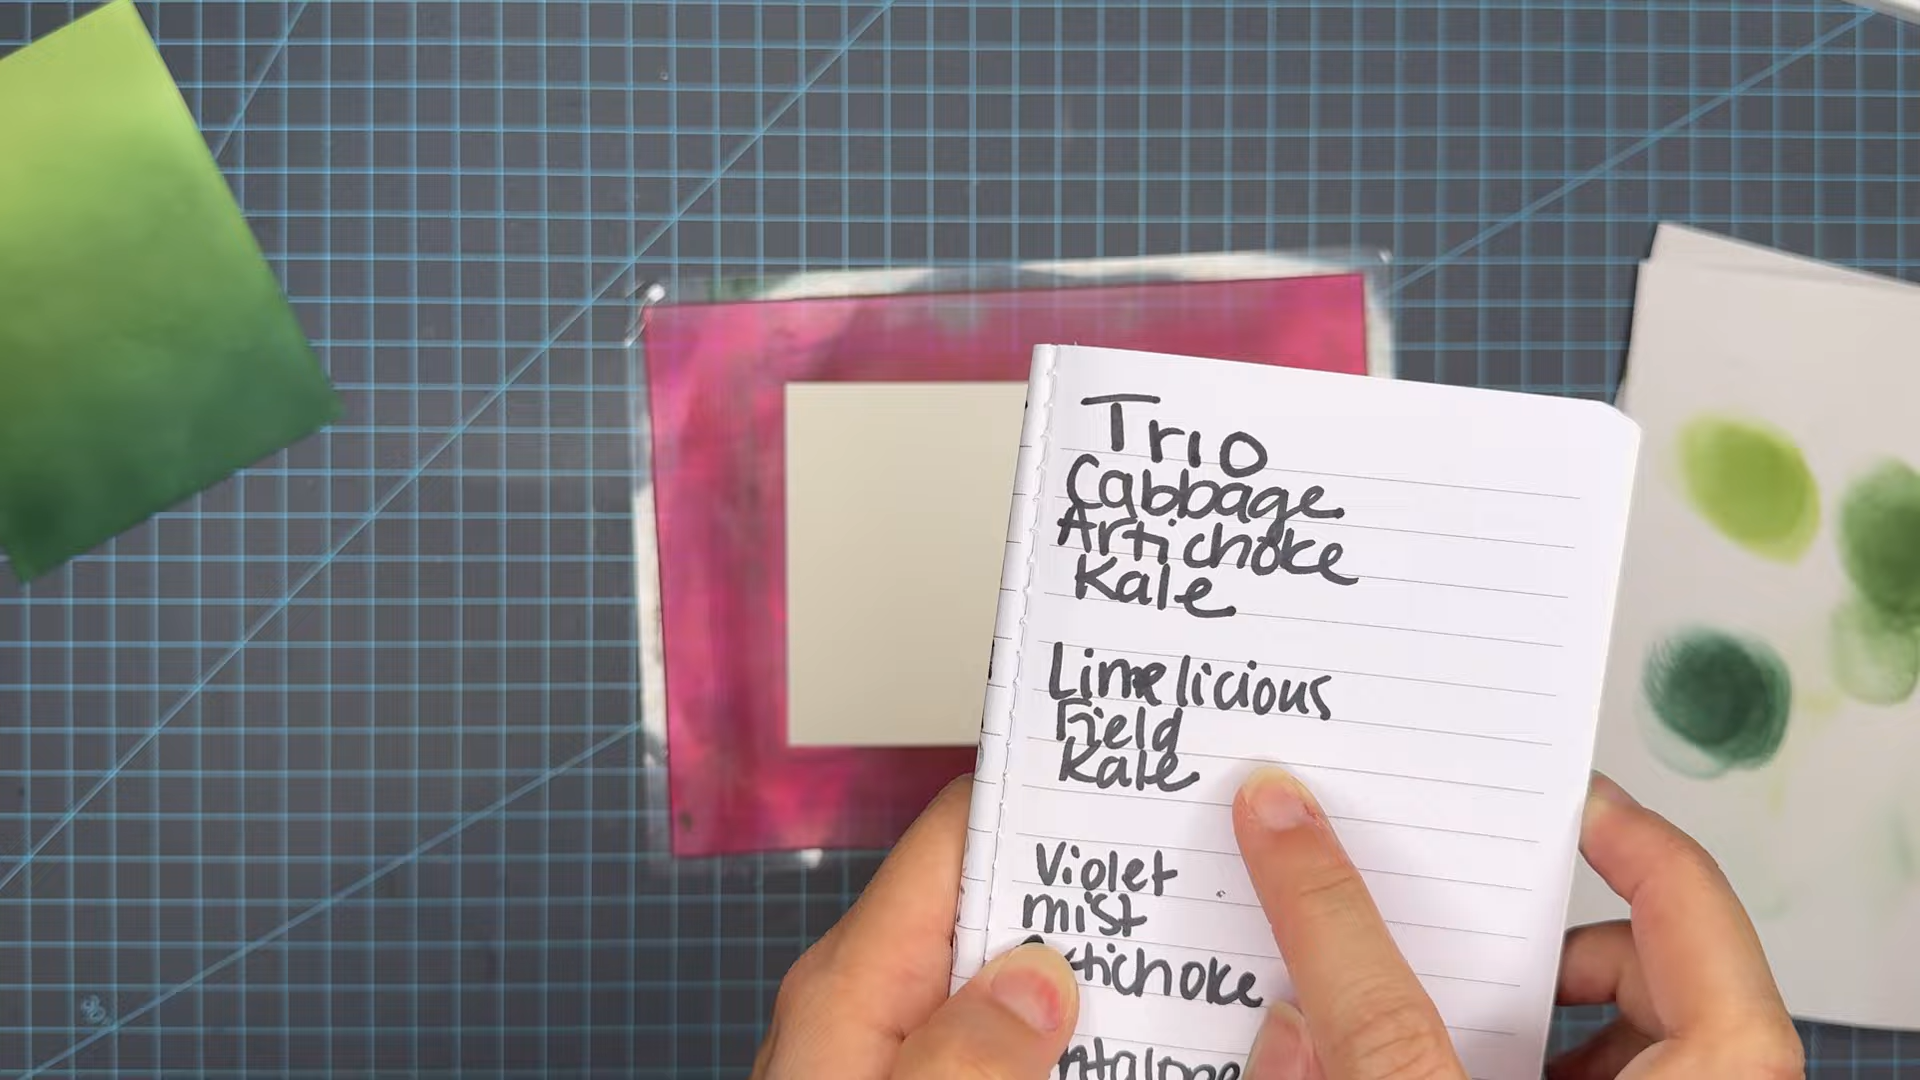 Trio
Cabbage
Artichoke
Kale
Limelicious
Field
Kale
Violet
mist